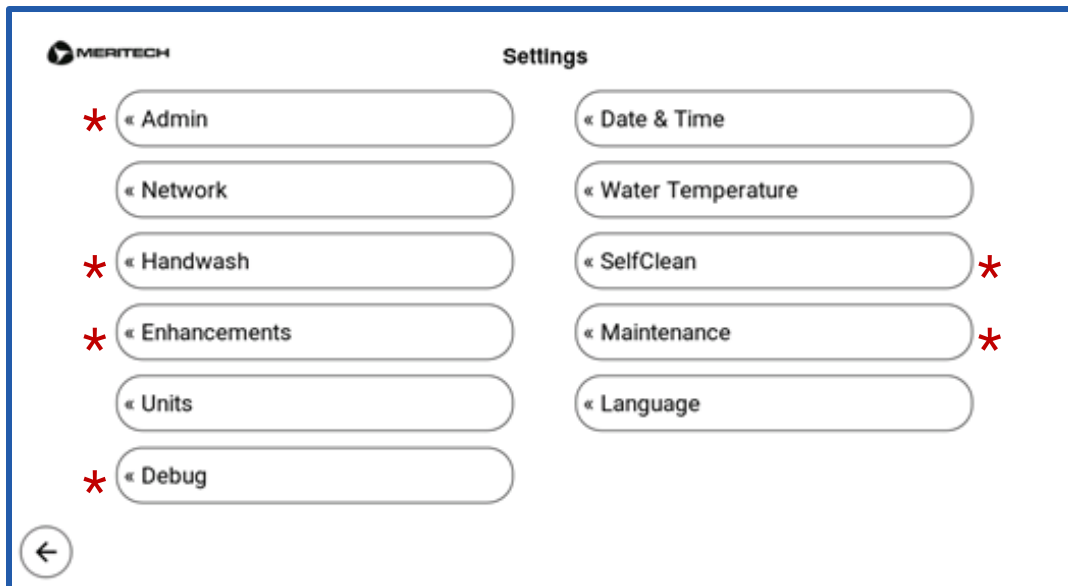 MERITECH
Settings
* « Admin
« Date & Time
« Network
« Water Temperature
* « Handwash
« SelfClean *
* « Enhancements
« Maintenance *
« Units
« Language
* « Debug